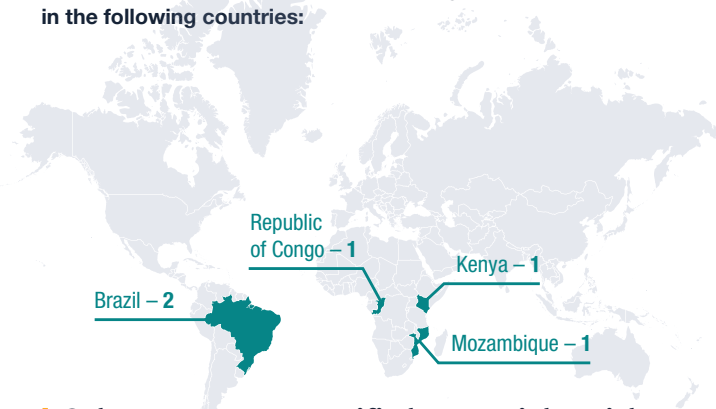 in the following countries:
Republic
of Congo – 1
Kenya – 1
Brazil – 2
Mozambique – 1